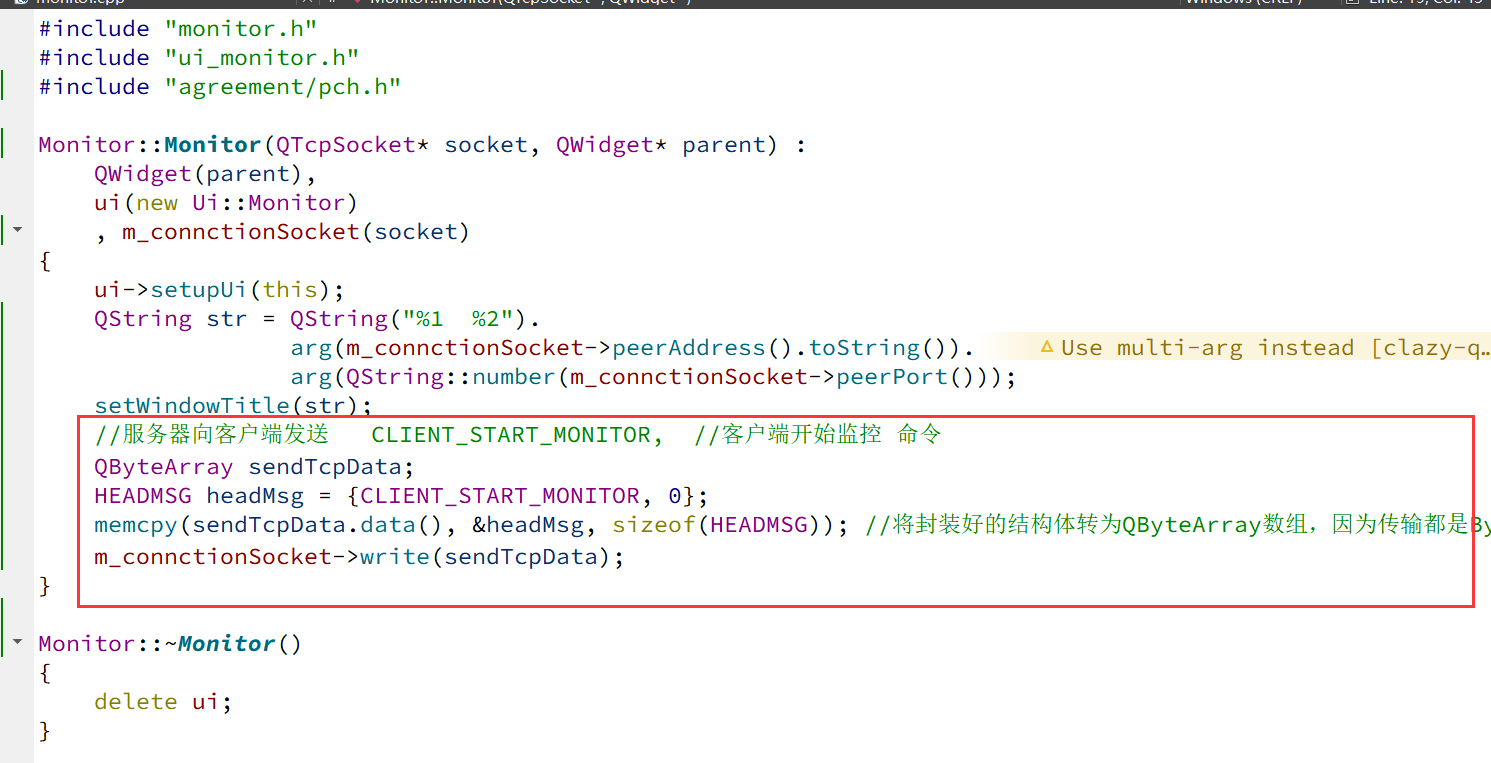 #include "monitor.h"
#include "ui_monitor.h"
#include "agreement/pch.h"
Monitor::Monitor(QTcpSocket* socket, QWidget* parent) :
QWidget(parent),
ui(new Ui::Monitor)
, m_connctionSocket(socket)
{
ui->setupUi(this);
QString str = QString("%1  %2").
arg(m_connctionSocket->peerAddress().toString()). Use multi-arg instead [clazy-q…
arg(QString::number(m_connctionSocket->peerPort()));
setWindowTitle(str);
//服务器向客户端发送   CLIENT_START_MONITOR,  //客户端开始监控 命令
QByteArray sendTcpData;
HEADMSG headMsg = {CLIENT_START_MONITOR, 0};
memcpy(sendTcpData.data(), &headMsg, sizeof(HEADMSG)); //将封装好的结构体转为QByteArray数组，因为传输都是By
m_connctionSocket->write(sendTcpData);
}
Monitor::~Monitor()
{
delete ui;
}